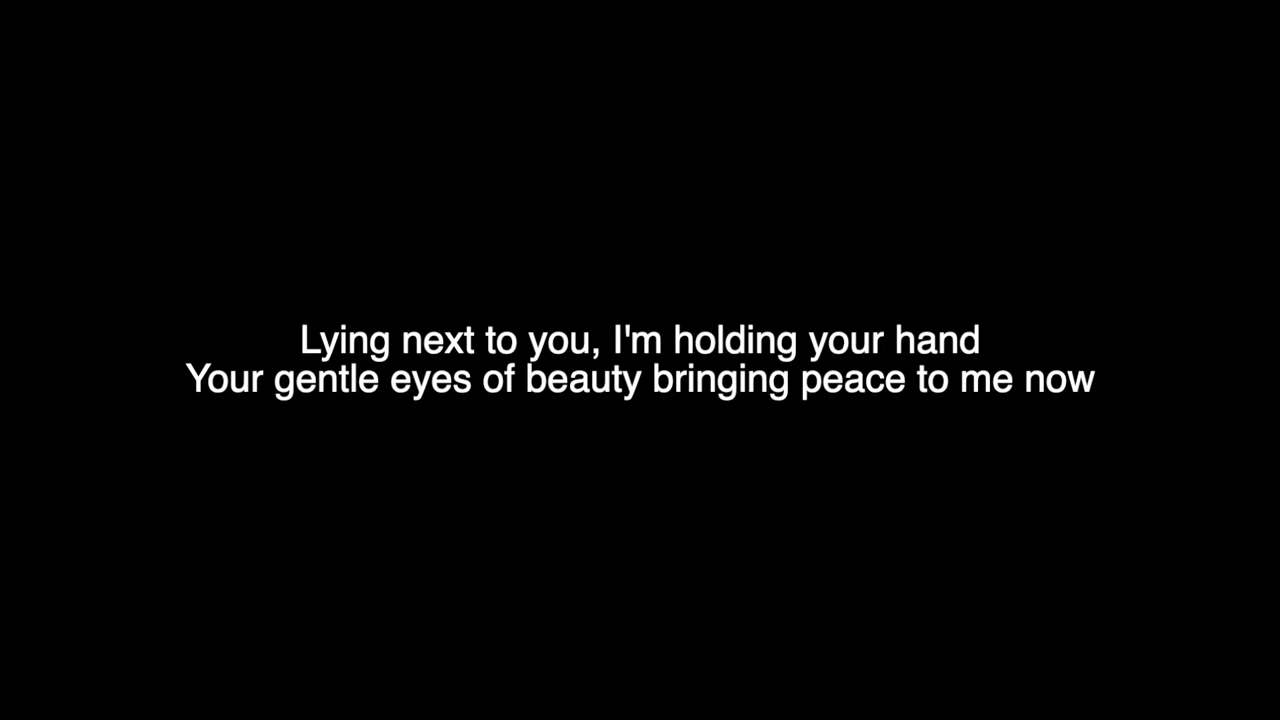 Lying next to you, I'm holding your hand
Your gentle eyes of beauty bringing peace to me now